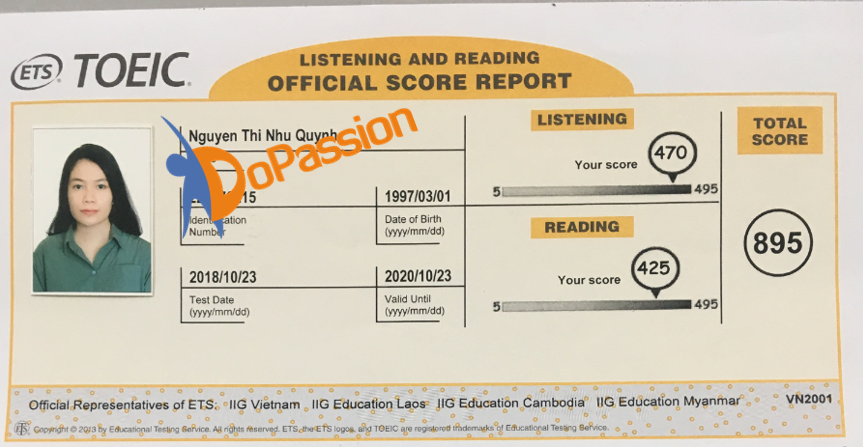 ETS TOEIC
LISTENING AND READING
OFFICIAL SCORE REPORT
Nguyen Thi Nhu Quynh
DoPassion
15
1997/03/01
Identification
Number
Date of Birth
(yyyy/mm/dd)
2018/10/23
2020/10/23
Test Date
(yyyy/mm/dd)
Valid Until
(yyyy/mm/dd)
LISTENING
Your score
470
5
495
READING
Your score
425
5
495
TOTAL
SCORE
895
Official Representatives of ETS: IIG Vietnam IIG Education Laos IIG Education Cambodia IIG Education Myanmar VN2001
ETS Copyright © 2013 by Educational Testing Service. All rights reserved. ETS, the ETS logos, and TOEIC are registered trademarks of Educational Testing Service.